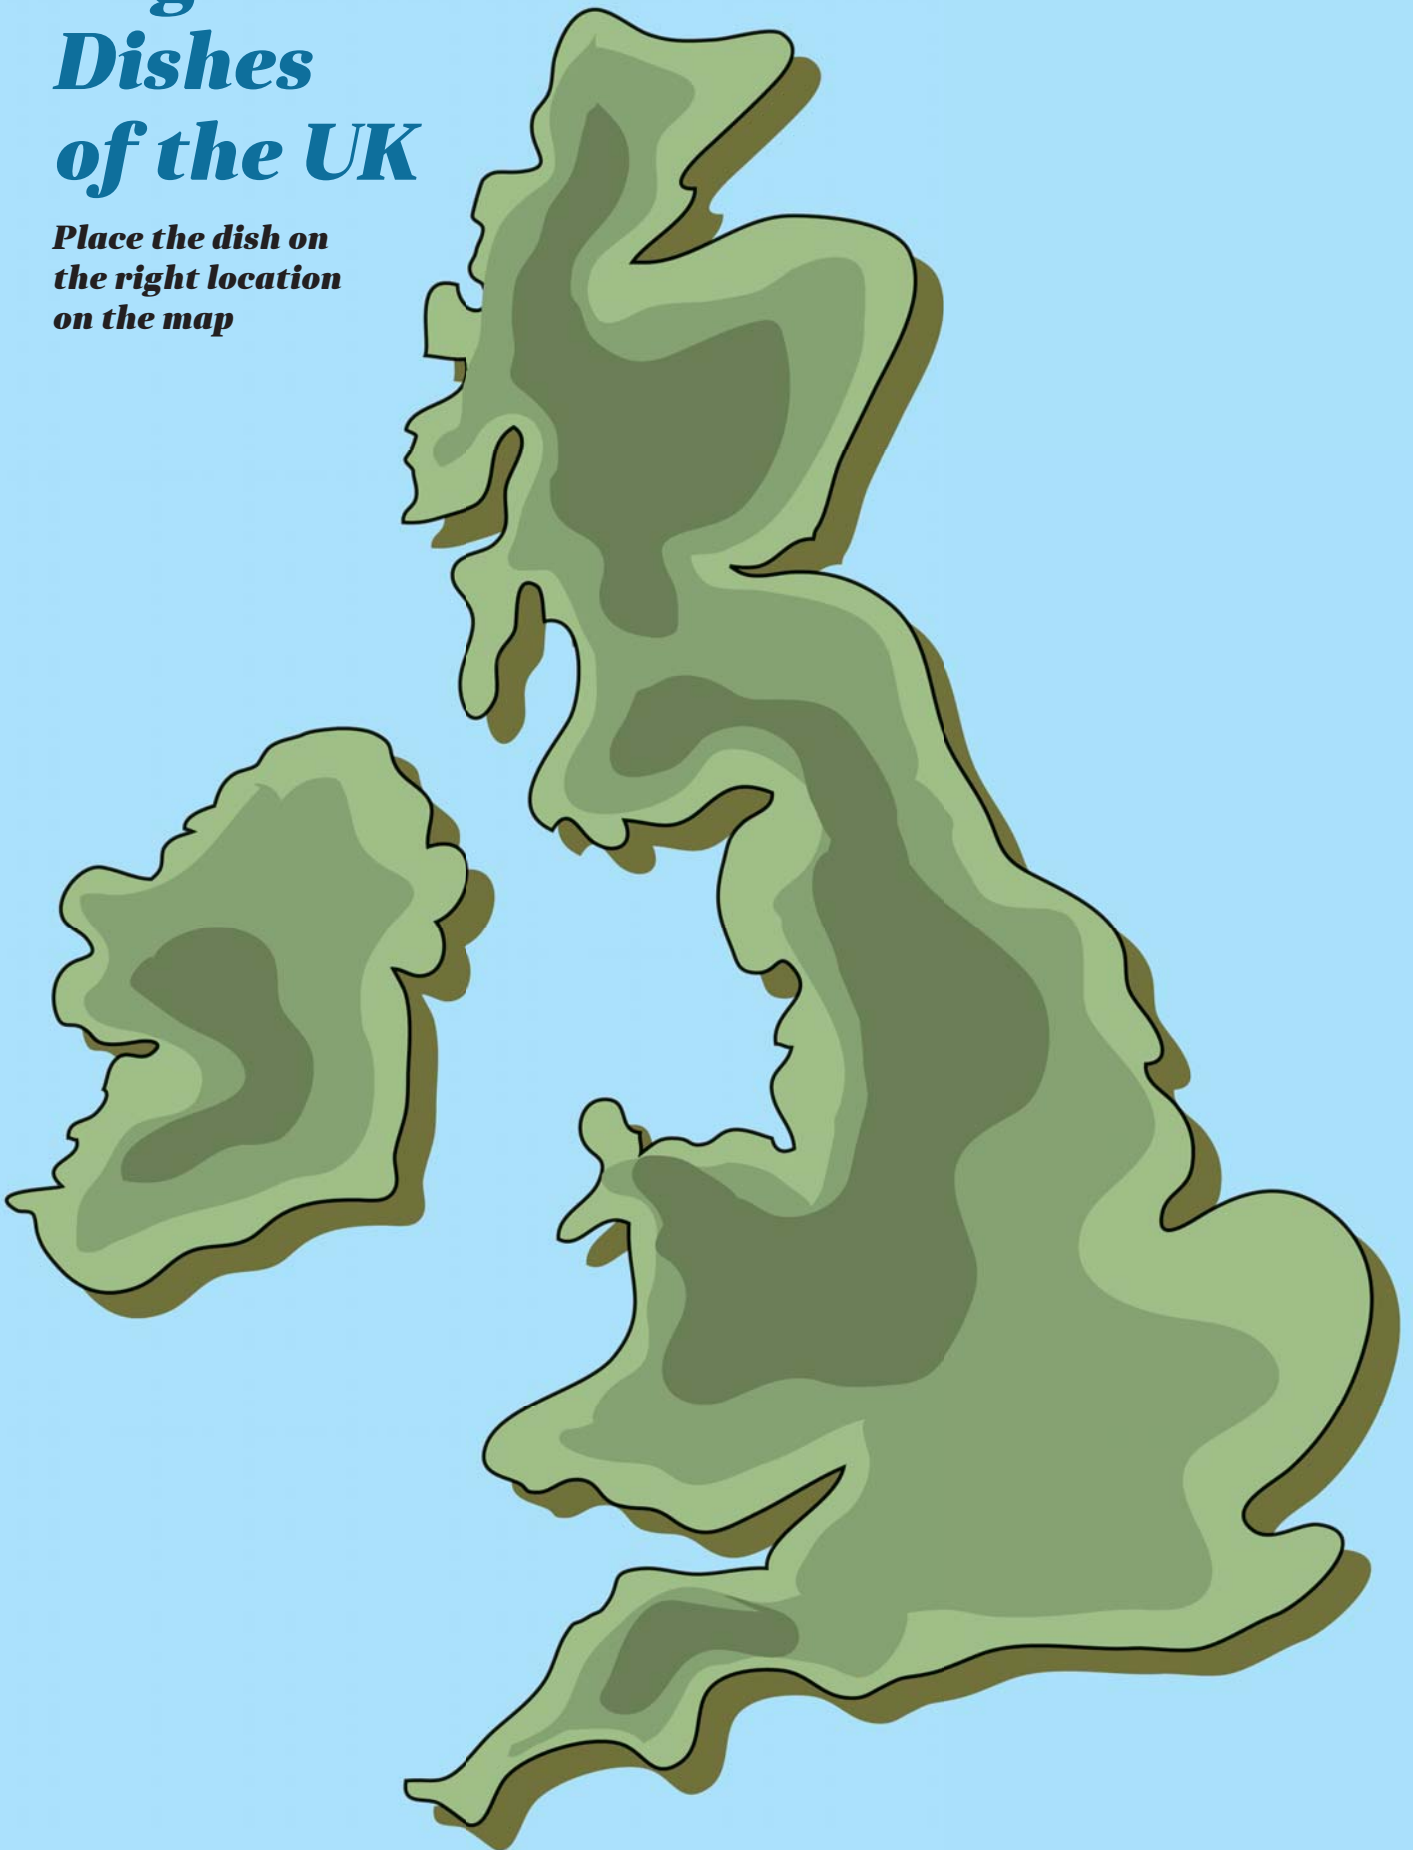 Dishes
of the UK
Place the dish on
the right location
on the map